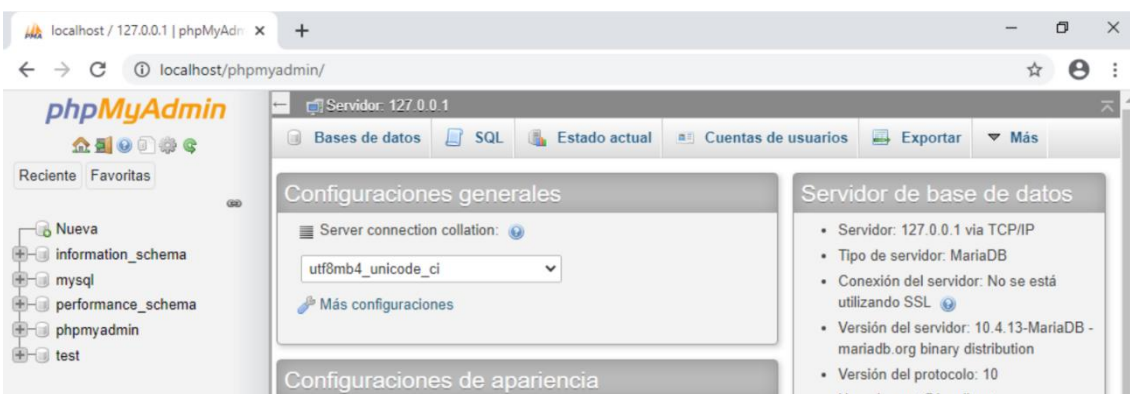 localhost / 127.0.0.1 | phpMyAdn
localhost/phpmyadmin/
phpMyAdmin
Reciente Favoritas
Nueva
information_schema
mysql
performance_schema
phpmyadmin
test
Servidor: 127.0.0.1
Bases de datos SQL Estado actual Cuentas de usuarios Exportar Más
Configuraciones generales
Server connection collation:
utf8mb4_unicode_ci
Más configuraciones
Configuraciones de apariencia
Servidor de base de datos
Servidor: 127.0.0.1 via TCP/IP
Tipo de servidor: MariaDB
Conexión del servidor: No se está
utilizando SSL
Versión del servidor: 10.4.13-MariaDB -
mariadb.org binary distribution
Versión del protocolo: 10